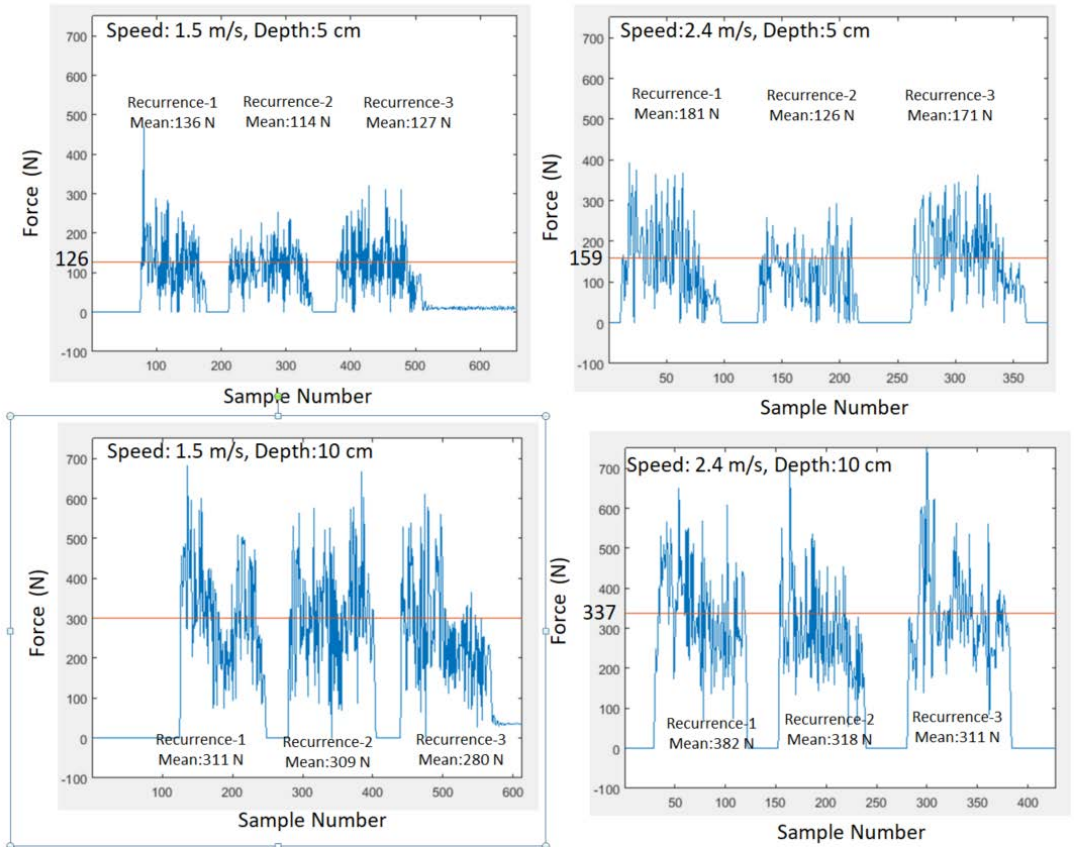 Speed: 1.5 m/s, Depth:5 cm
700
600
500
400
300
200
126
100
0
-100
Recurrence-1
Mean:136 N
Recurrence-2
Mean:114 N
Recurrence-3
Mean:127 N
Force (N)
100 200 300 400 500 600
Sample Number
Speed:2.4 m/s, Depth:5 cm
700
600
500
400
300
200
159
100
0
-100
Recurrence-1
Mean:181 N
Recurrence-2
Mean:126 N
Recurrence-3
Mean:171 N
Force (N)
50 100 150 200 250 300 350
Sample Number
Speed: 1.5 m/s, Depth:10 cm
700
600
500
400
300
200
100
0
-100
Recurrence-1
Mean:311 N
Recurrence-2
Mean:309 N
Recurrence-3
Mean:280 N
Force (N)
100 200 300 400 500 600
Sample Number
Speed: 2.4 m/s, Depth:10 cm
700
600
500
400
337
300
200
100
0
-100
Recurrence-1
Mean:382 N
Recurrence-2
Mean:318 N
Recurrence-3
Mean:311 N
Force (N)
50 100 150 200 250 300 350 400
Sample Number